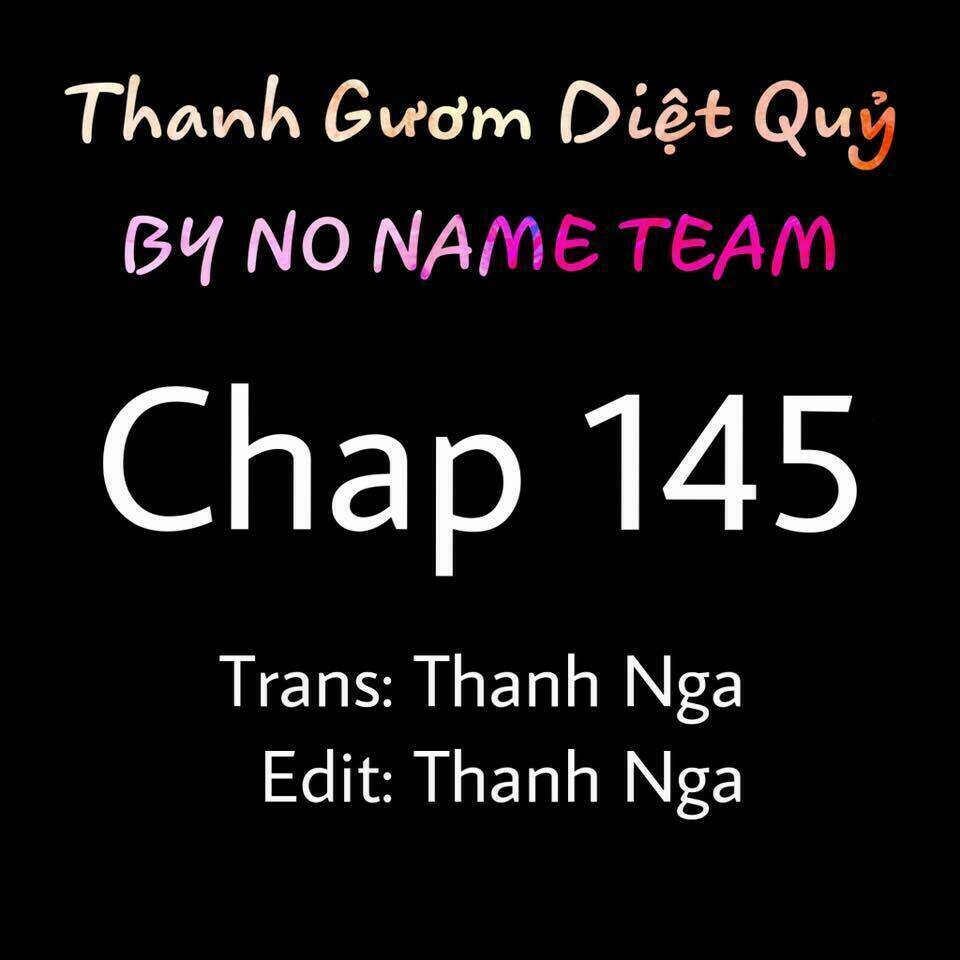 Thanh Gươm Diệt Quỷ
BY NO NAME TEAM
Chap 145
Trans: Thanh Nga
Edit: Thanh Nga